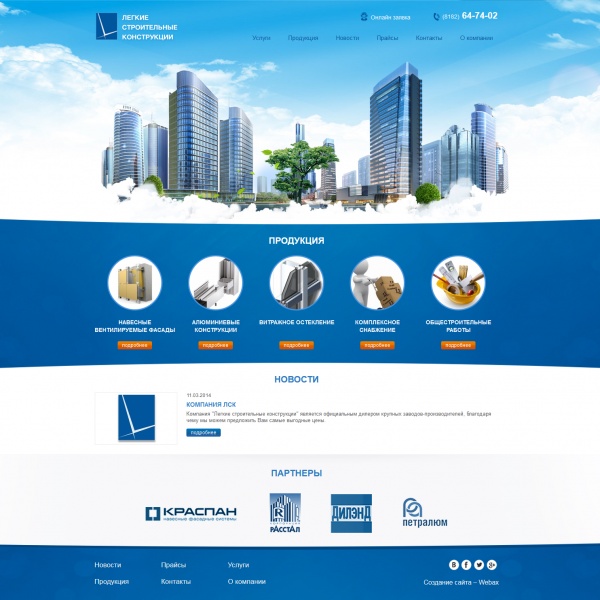 ЛЕГКИЕ
СТРОИТЕЛЬНЫЕ
КОНСТРУКЦИИ
Онлайн заявка
(8182) 64-74-02
Услуги Продукция Новости Прайсы Контакты О компании
ПРОДУКЦИЯ
НАВЕСНЫЕ
ВЕНТИЛИРУЕМЫЕ ФАСАДЫ
подробнее
АЛЮМИНИЕВЫЕ
КОНСТРУКЦИИ
подробнее
ВИТРАЖНОЕ ОСТЕКЛЕНИЕ
подробнее
КОМПЛЕКСНОЕ
СНАБЖЕНИЕ
подробнее
ОБЩЕСТРОИТЕЛЬНЫЕ
РАБОТЫ
подробнее
НОВОСТИ
11.03.2014
КОМПАНИЯ ЛСК
Компания "Легкие строительные конструкции" является официальным дилером крупных заводов-производителей. Благодаря
чему мы можем предложить Вам самые выгодные цены.
подробнее
ПАРТНЕРЫ
КРАСПАН
навесные фасадные системы
РАССТАЛ
ДИЛЭНД
петралюм
Новости Прайсы Услуги
Продукция Контакты О компании
Создание сайта – Webax